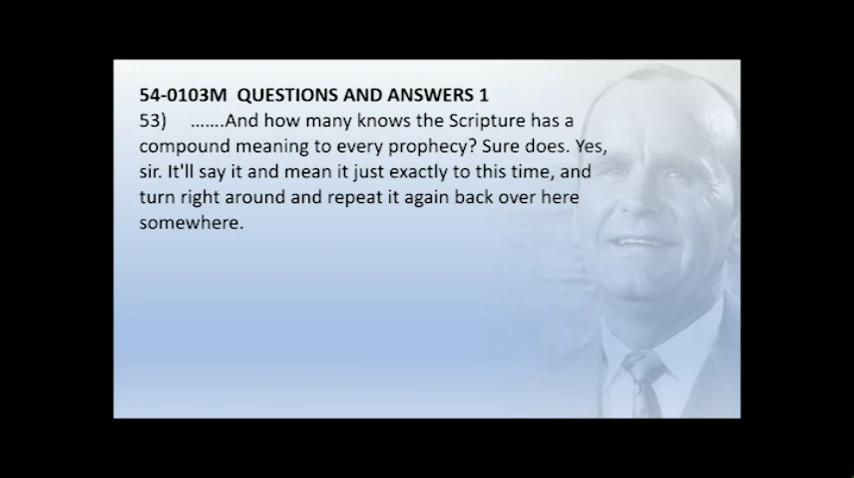 54-0103M  QUESTIONS AND ANSWERS 1
53)     .......And how many knows the Scripture has a
compound meaning to every prophecy? Sure does. Yes,
sir. It'll say it and mean it just exactly to this time, and
turn right around and repeat it again back over here
somewhere.